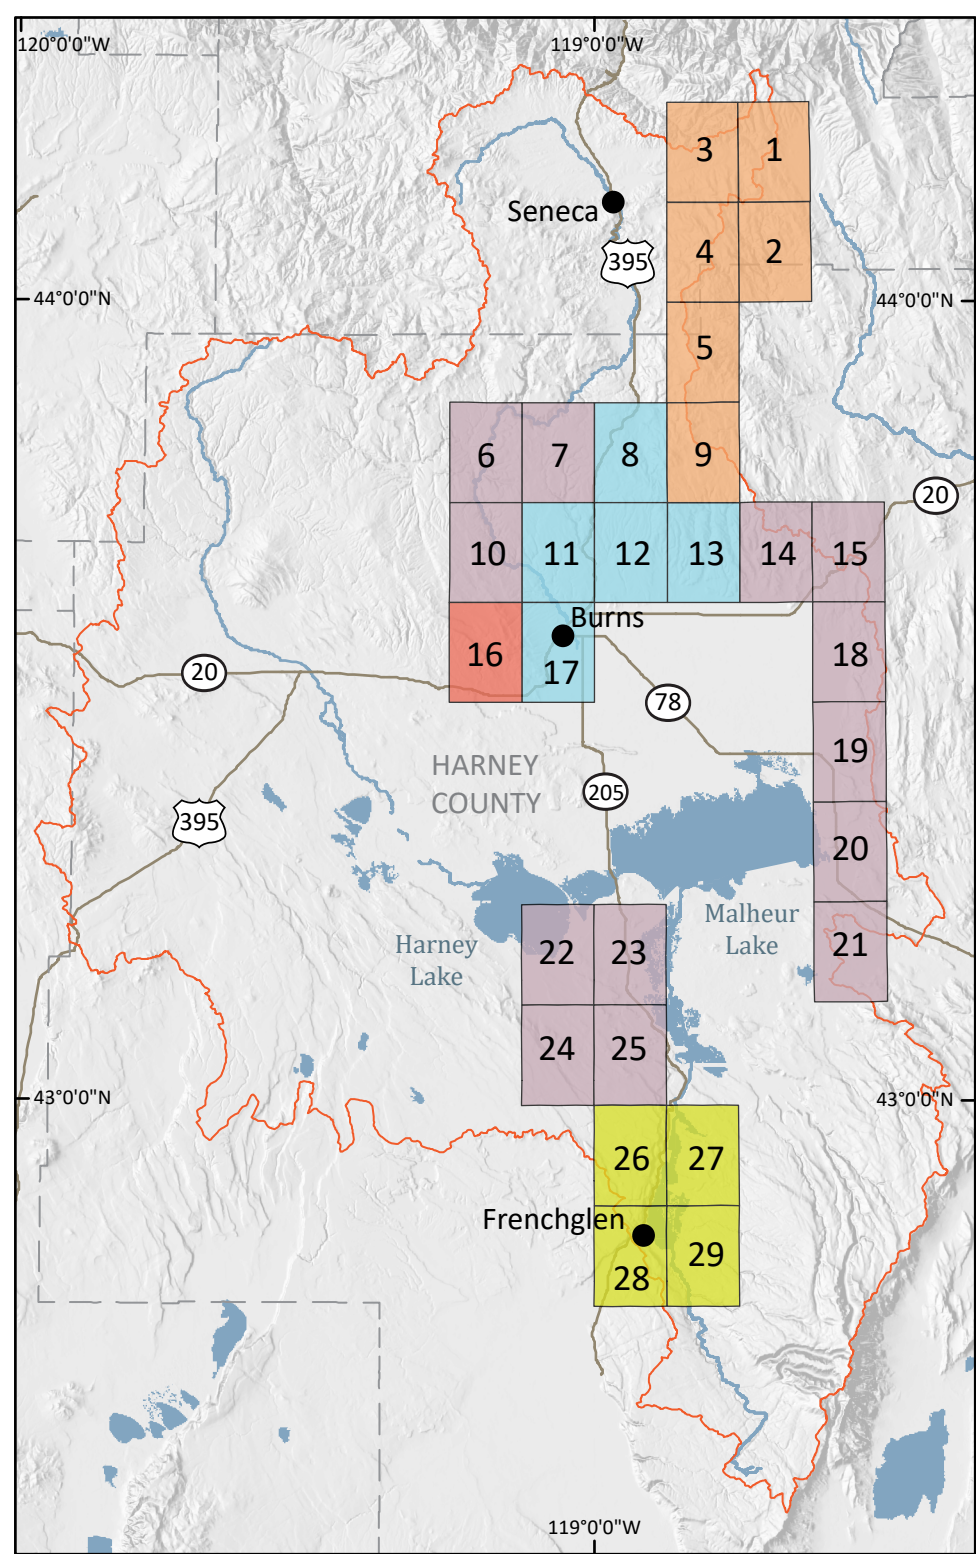 120°0'0"W
119°0'0"W
3
1
Seneca
4
2
395
44°0'0"N
44°0'0"N
5
6
7
8
9
20
10
11
12
13
14
15
Burns
16
17
18
20
78
HARNEY
COUNTY
19
205
395
20
Malheur
Lake
Harney
Lake
22
23
21
24
25
43°0'0"N
43°0'0"N
26
27
Frenchglen
28
29
119°0'0"W